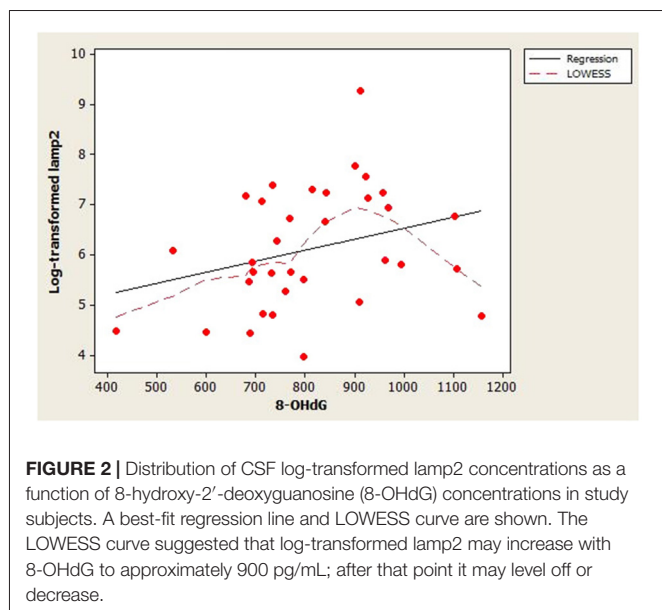 10
9
8
7
6
5
4
Log-transformed lamp2
Regression
LOWESS
400 500 600 700 800 900 1000 1100 1200
8-OHdG
FIGURE 2 | Distribution of CSF log-transformed lamp2 concentrations as a
function of 8-hydroxy-2′-deoxyguanosine (8-OHdG) concentrations in study
subjects. A best-fit regression line and LOWESS curve are shown. The
LOWESS curve suggested that log-transformed lamp2 may increase with
8-OHdG to approximately 900 pg/mL; after that point it may level off or
decrease.